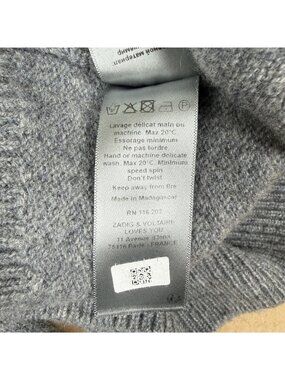 Lavage délicat main ou
machine. Max 20°C.
Essorage minimum
Ne pas tordre
Hand or machine delicate
wash. Max 20°C. Minimum
speed spin
Don't twist
Keep away from fire
Made in Madagascar
RN 116 202
ZADIG & VOLTAIRE
LOVES YOU
11 Avenue d'Iéna
75116 Paris - FRANCE